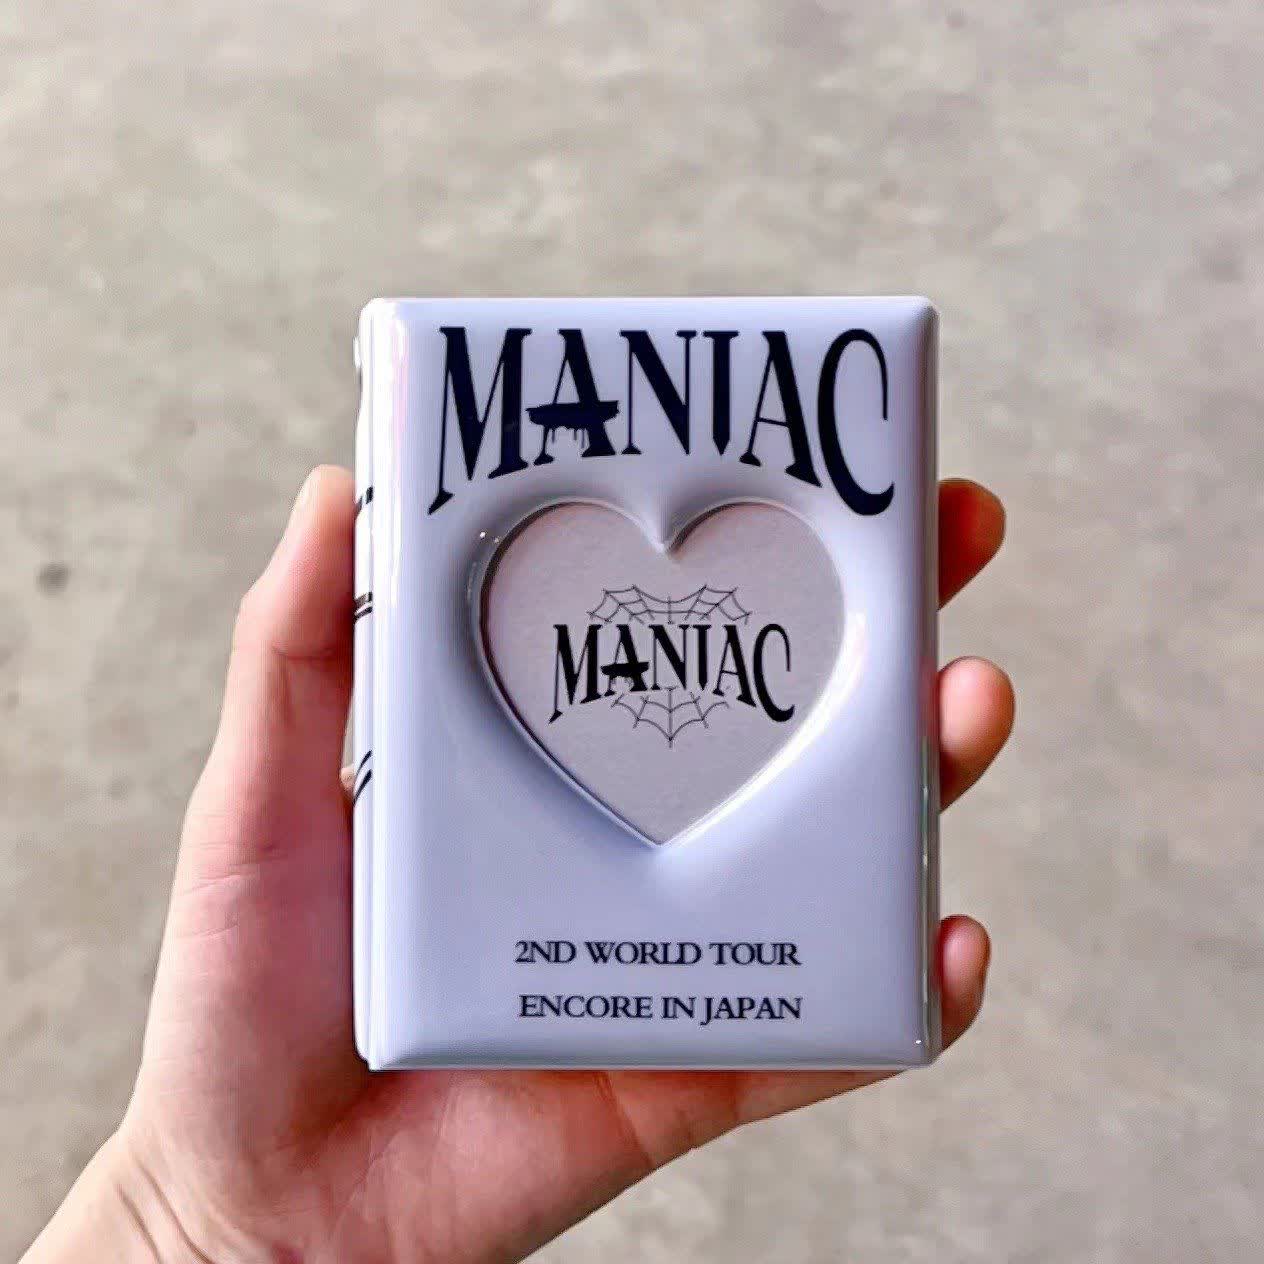 MANIAC
MANIAC
2ND WORLD TOUR
ENCORE IN JAPAN